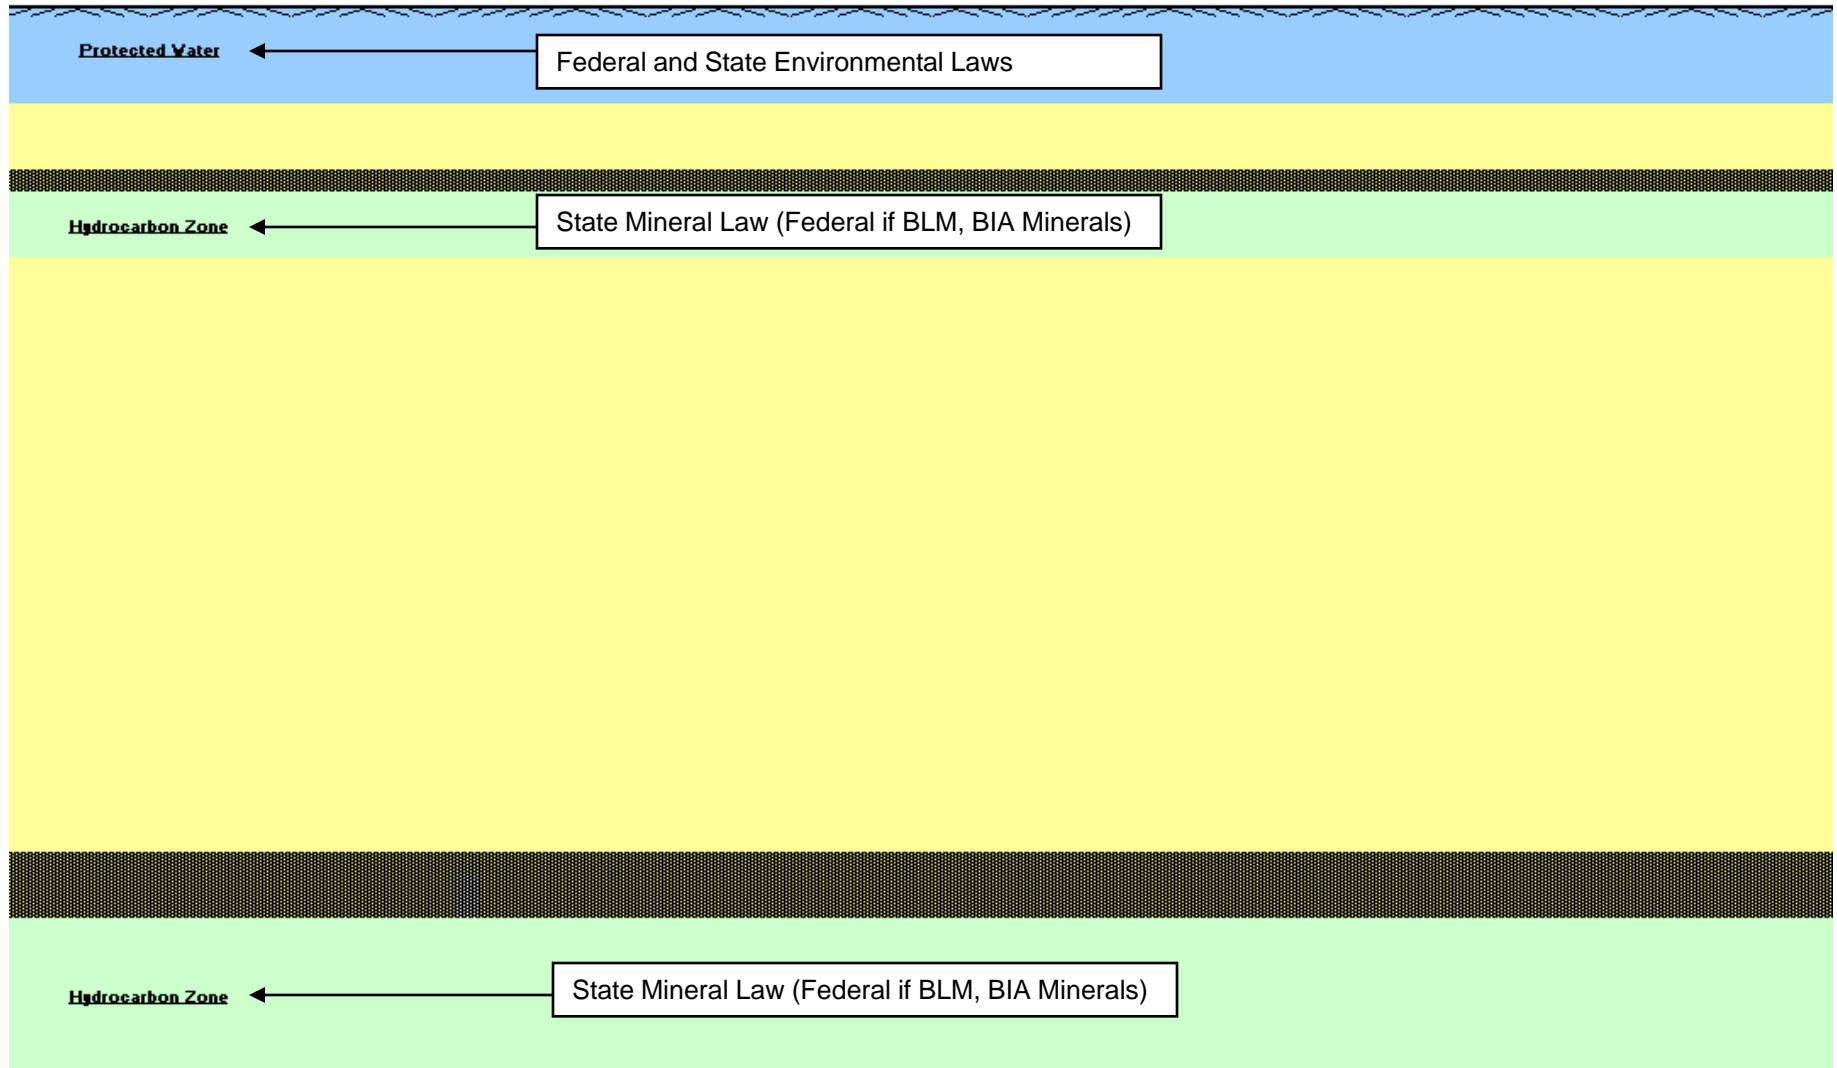 Protected Water
Federal and State Environmental Laws
Hydrocarbon Zone
State Mineral Law (Federal if BLM, BIA Minerals)
Hydrocarbon Zone
State Mineral Law (Federal if BLM, BIA Minerals)